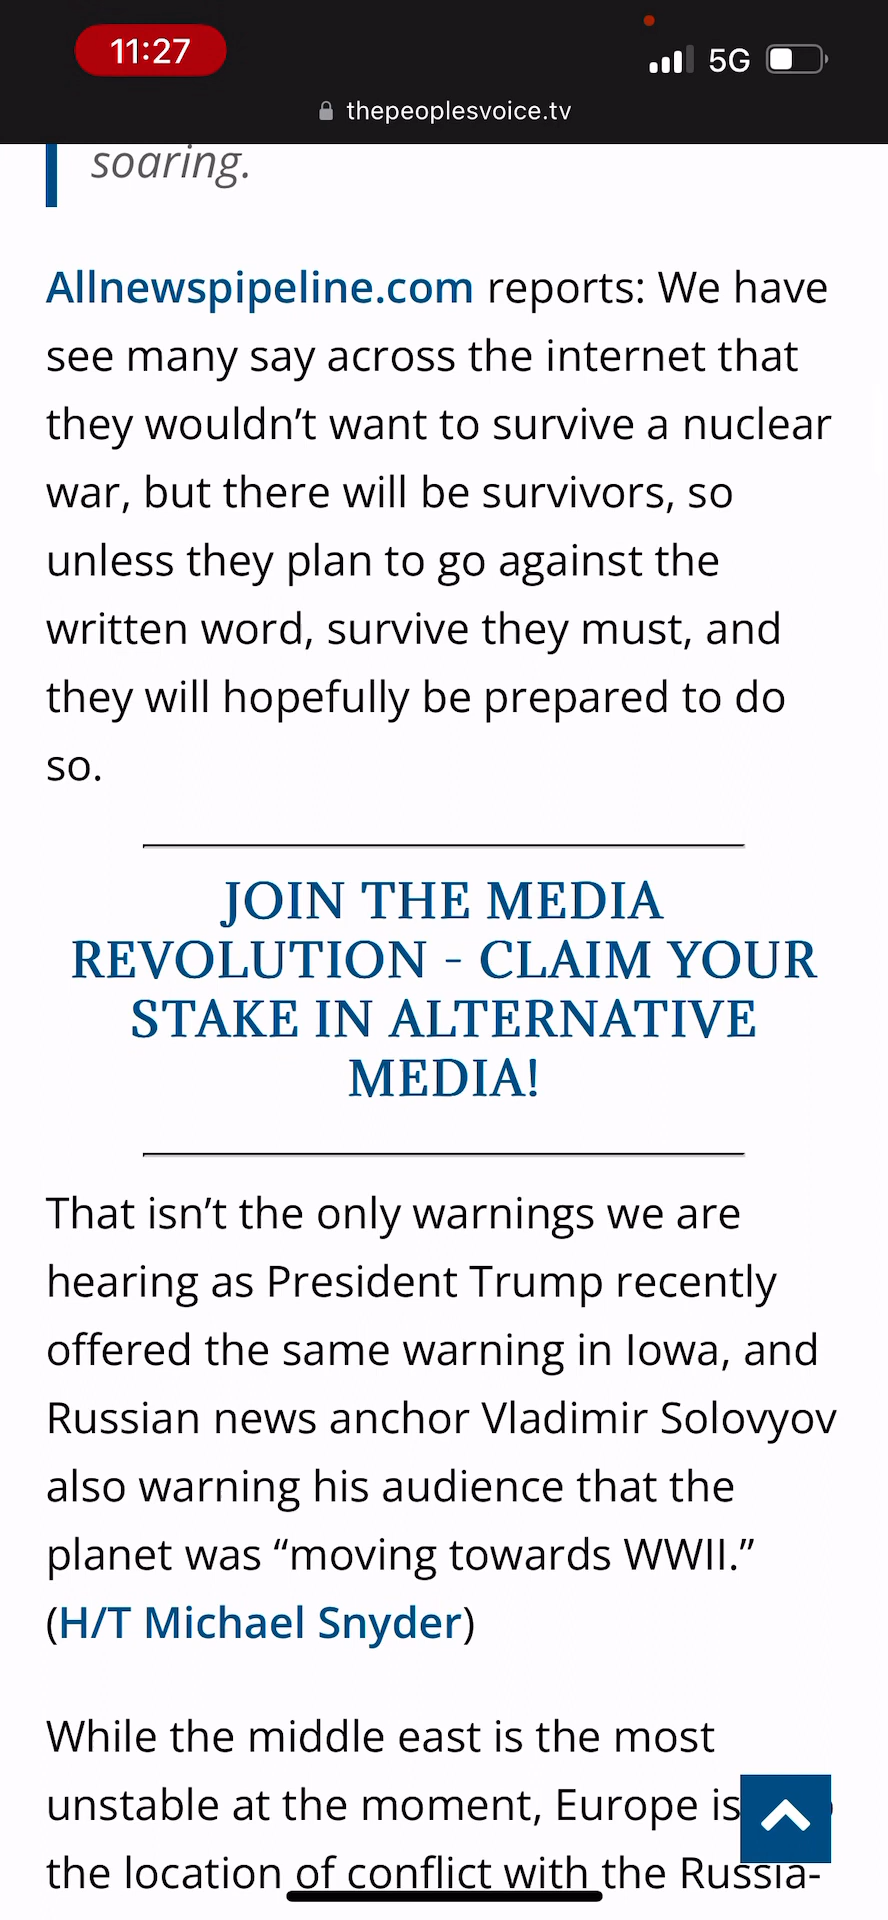 11:27
5G
thepeoplesvoice.tv
soaring.
Allnewspipeline.com reports: We have
see many say across the internet that
they wouldn’t want to survive a nuclear
war, but there will be survivors, so
unless they plan to go against the
written word, survive they must, and
they will hopefully be prepared to do
so.
JOIN THE MEDIA
REVOLUTION - CLAIM YOUR
STAKE IN ALTERNATIVE
MEDIA!
That isn’t the only warnings we are
hearing as President Trump recently
offered the same warning in Iowa, and
Russian news anchor Vladimir Solovyov
also warning his audience that the
planet was “moving towards WWII.”
(H/T Michael Snyder)
While the middle east is the most
unstable at the moment, Europe is
the location of conflict with the Russia-